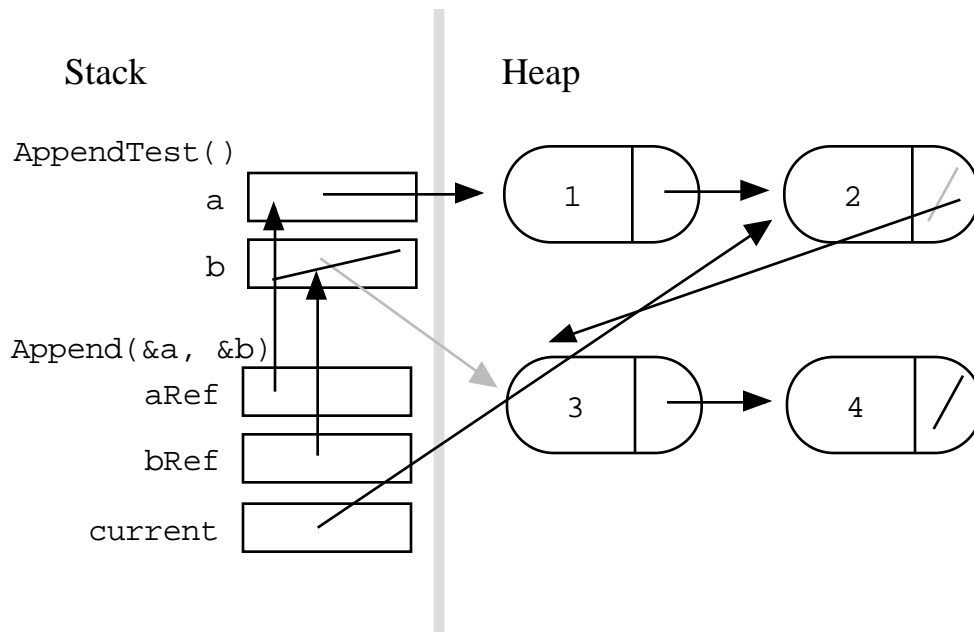 Stack
Heap
AppendTest()
a
1
2
b
Append(&a, &b)
aRef
3
4
bRef
current